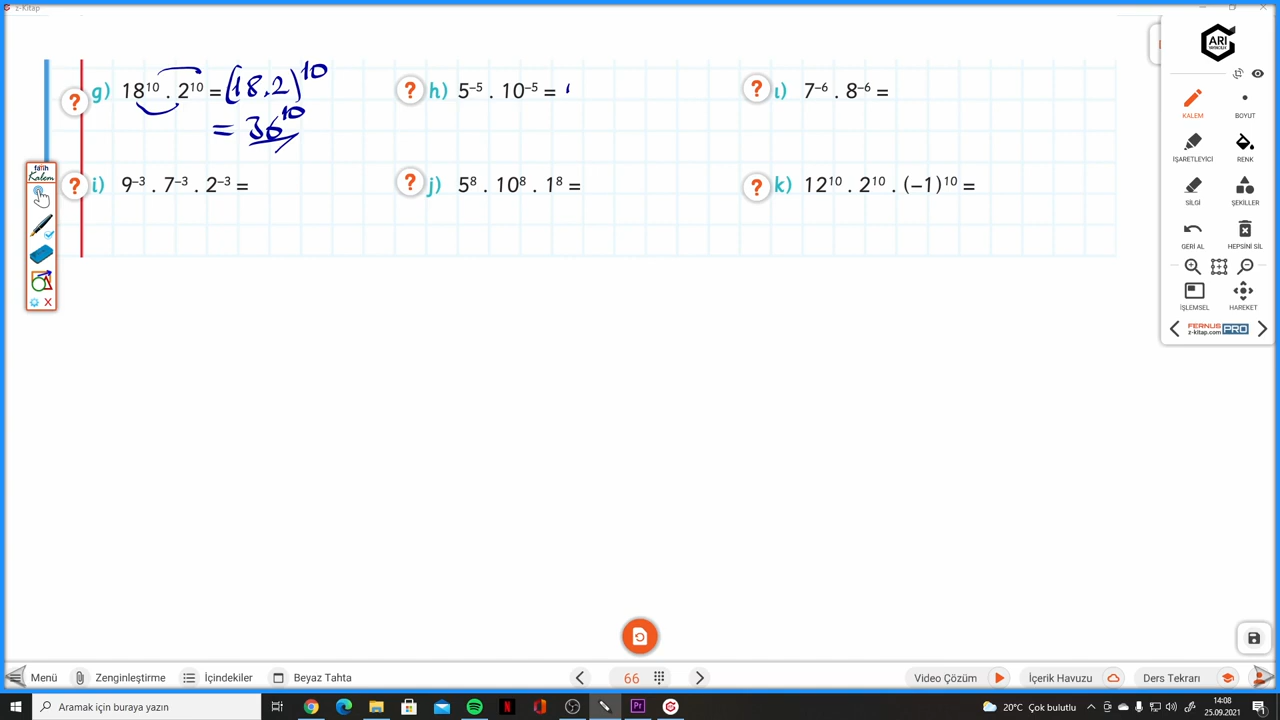 z-Kitap
g) 18¹⁰ . 2¹⁰ = (18.2)¹⁰
= 36¹⁰
h) 5⁻⁵ . 10⁻⁵ =
ı) 7⁻⁶ . 8⁻⁶ =
i) 9⁻³ . 7⁻³ . 2⁻³ =
j) 5⁸ . 10⁸ . 1⁸ =
k) 12¹⁰ . 2¹⁰ . (−1)¹⁰ =
? ? ?
? ? ?
fatih
Kalem
ARI
KALEM
BOYUT
İŞARETLEYİCİ
RENK
SİLGİ
ŞEKİLLER
GERİ AL
HEPSİNİ SİL
İŞLEMSEL
HAREKET
FERNUS PRO
z-kitap.com
Menü
Zenginleştirme
İçindekiler
Beyaz Tahta
66
Video Çözüm
İçerik Havuzu
Ders Tekrarı
Aramak için buraya yazın
Pr
20°C Çok bulutlu
14:08
25.09.2021
1